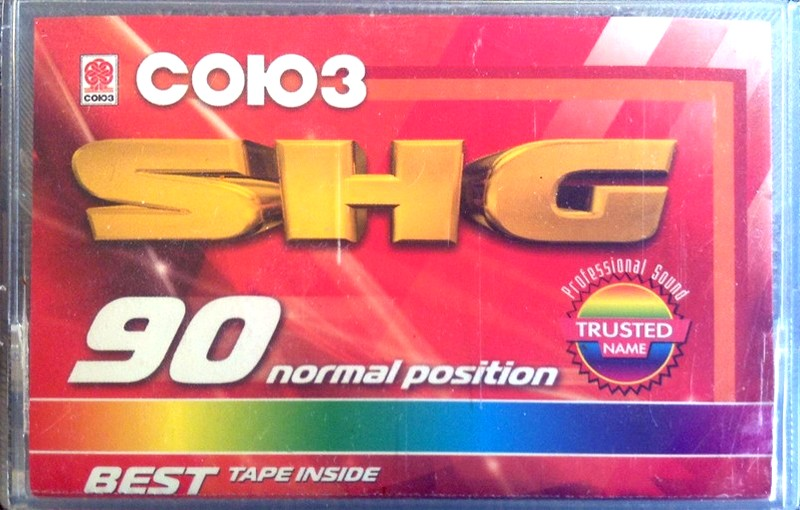 СОЮЗ
СОЮЗ
SHG
Professional Sound
TRUSTED
NAME
90 normal position
BEST TAPE INSIDE